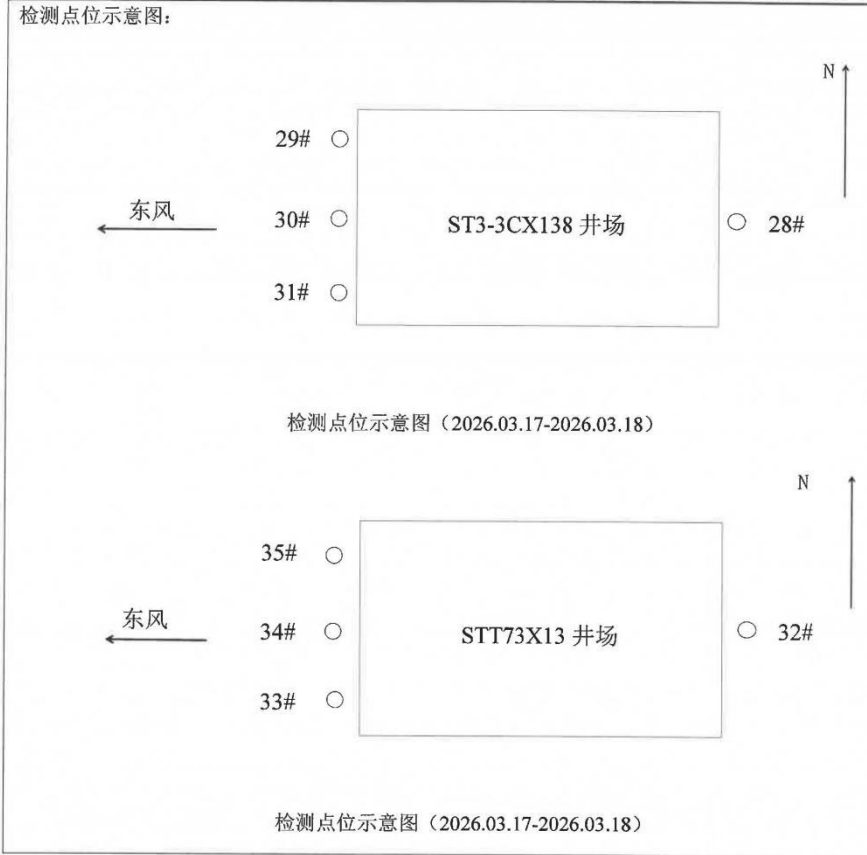 检测点位示意图：
N
29#
东风
30#
ST3-3CX138 井场
28#
31#
检测点位示意图（2026.03.17-2026.03.18）
N
35#
东风
34#
STT73X13 井场
32#
33#
检测点位示意图（2026.03.17-2026.03.18）